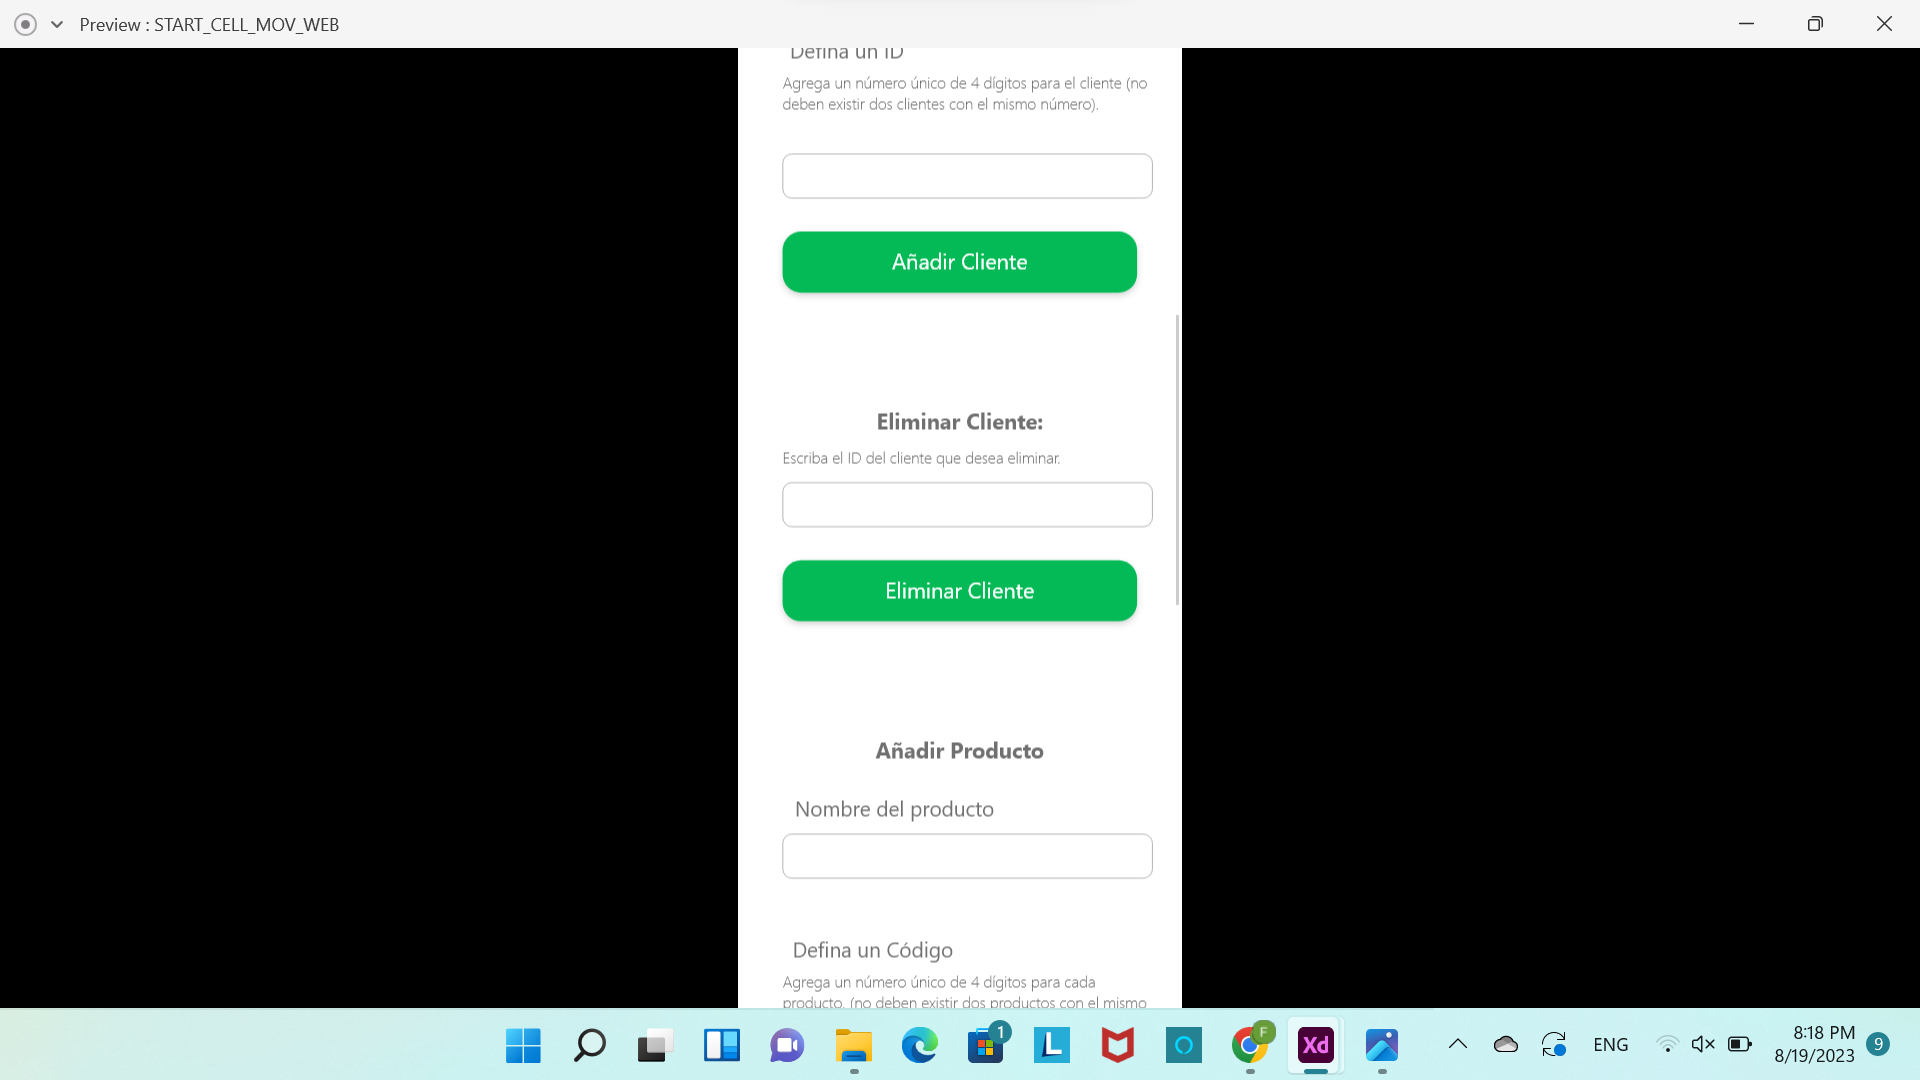 Preview : START_CELL_MOV_WEB
Defina un ID
Agrega un número único de 4 dígitos para el cliente (no
deben existir dos clientes con el mismo número).
Añadir Cliente
Eliminar Cliente:
Escriba el ID del cliente que desea eliminar.
Eliminar Cliente
Añadir Producto
Nombre del producto
Defina un Código
Agrega un número único de 4 dígitos para cada
producto. (no deben existir dos productos con el mismo
1
L
F
Xd
ENG
8:18 PM
8/19/2023
9